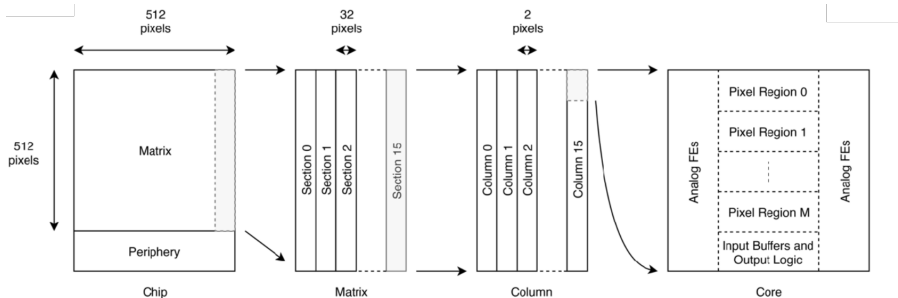 512
pixels
512
pixels
Matrix
Periphery
Chip
32
pixels
Section 0
Section 1
Section 2
Section 15
Matrix
2
pixels
Column 0
Column 1
Column 2
Column 15
Column
Analog FEs
Pixel Region 0
Pixel Region 1
Pixel Region M
Input Buffers and
Output Logic
Analog FEs
Core